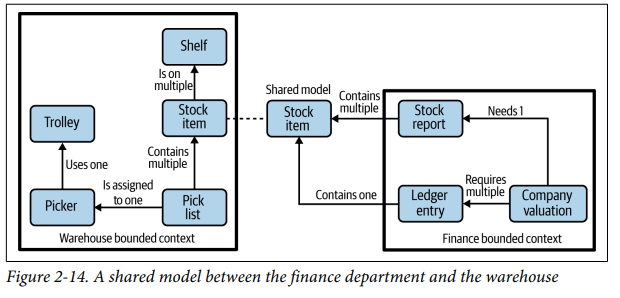 Shelf
Is on
multiple
Shared model
Stock
item
Stock
item
Contains
multiple
Stock
report
Needs 1
Trolley
Uses one
Contains
multiple
Is assigned
to one
Picker
Pick
list
Contains one
Ledger
entry
Requires
multiple
Company
valuation
Warehouse bounded context
Finance bounded context
Figure 2-14. A shared model between the finance department and the warehouse